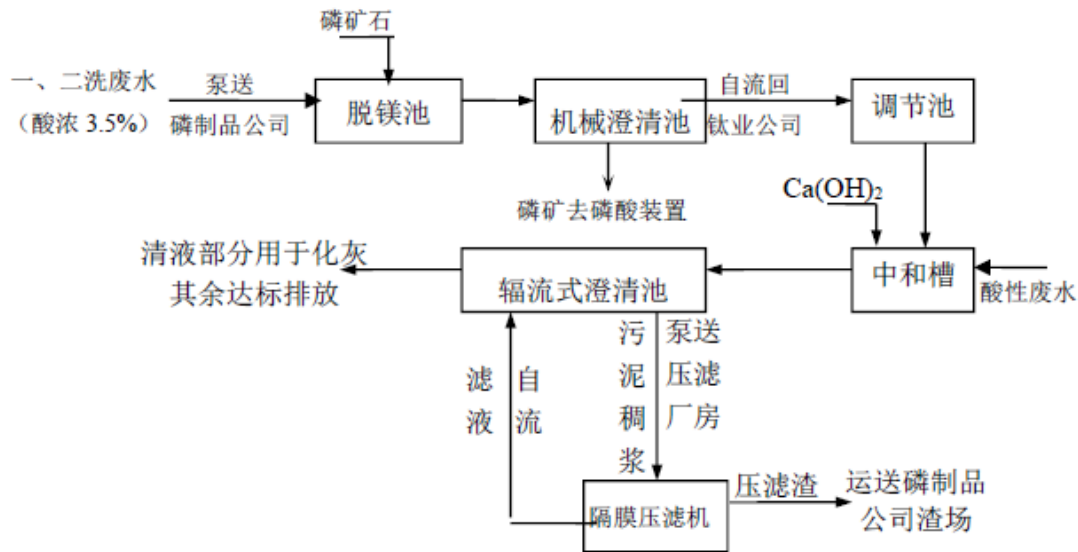 磷矿石
一、二洗废水
（酸浓 3.5%）
泵送
磷制品公司
脱镁池
机械澄清池
自流回
钛业公司
调节池
磷矿去磷酸装置
Ca(OH)₂
清液部分用于化灰
其余达标排放
辐流式澄清池
中和槽
酸性废水
滤液
自流
污泥稠浆
泵送
压滤
厂房
隔膜压滤机
压滤渣
运送磷制品
公司渣场